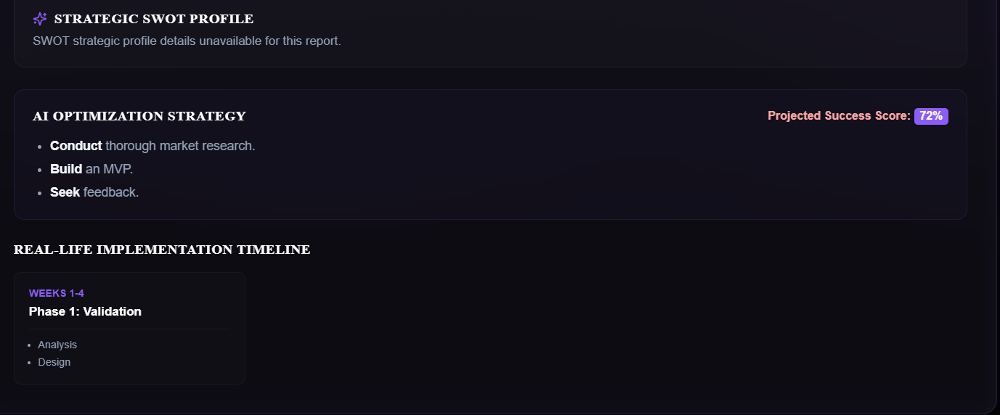 STRATEGIC SWOT PROFILE
SWOT strategic profile details unavailable for this report.
AI OPTIMIZATION STRATEGY
Projected Success Score: 72%
• Conduct thorough market research.
• Build an MVP.
• Seek feedback.
REAL-LIFE IMPLEMENTATION TIMELINE
WEEKS 1-4
Phase 1: Validation
• Analysis
• Design